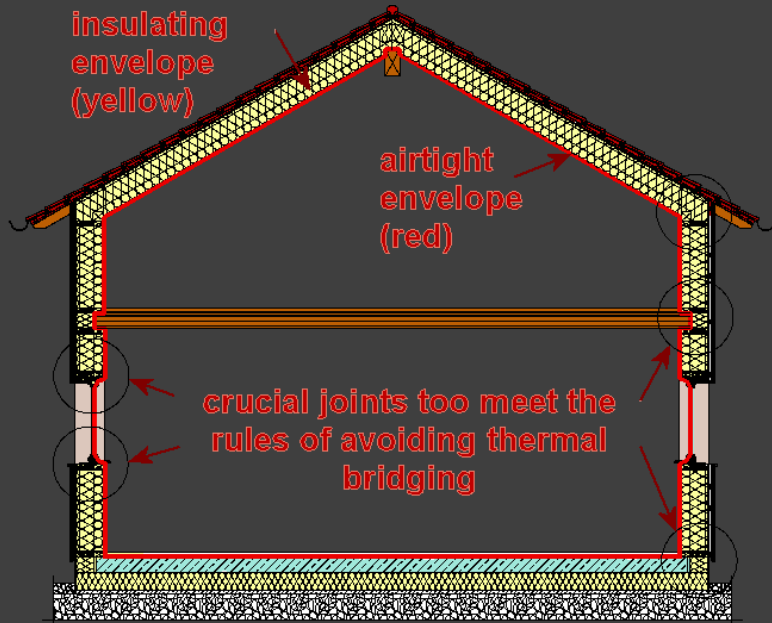 insulating
envelope
(yellow)
airtight
envelope
(red)
crucial joints too meet the
rules of avoiding thermal
bridging